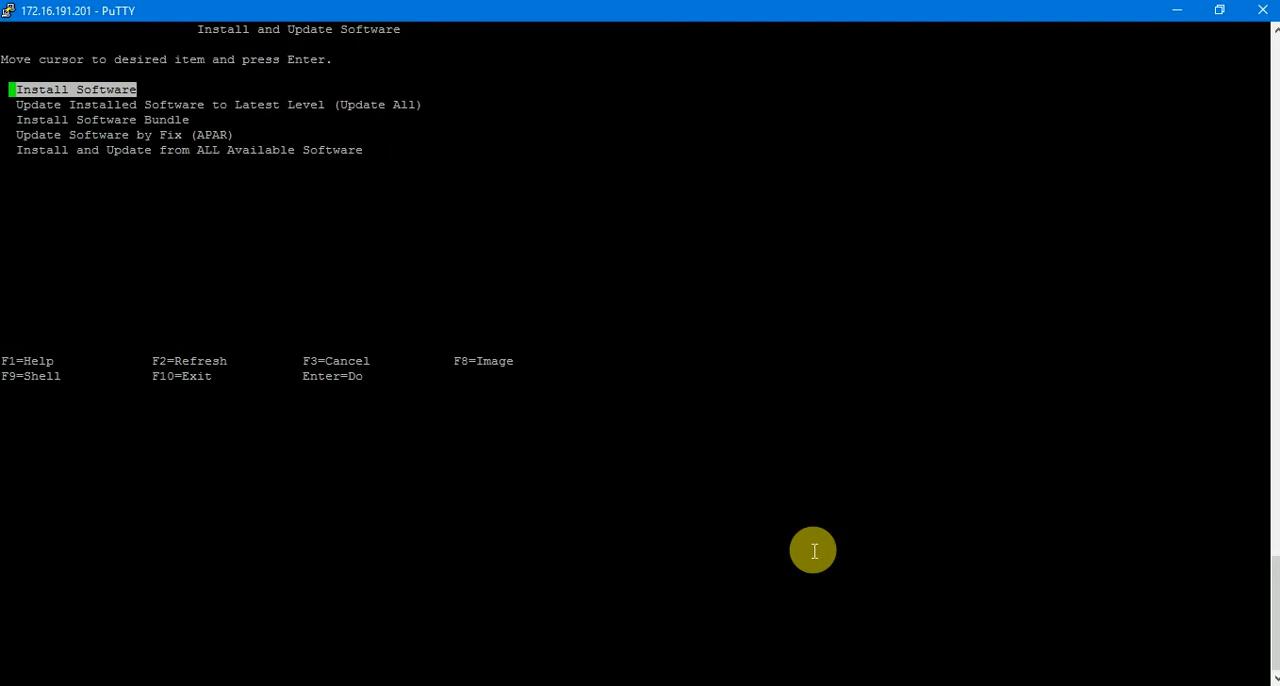 172.16.191.201 - PuTTY
Install and Update Software
Move cursor to desired item and press Enter.
Install Software
Update Installed Software to Latest Level (Update All)
Install Software Bundle
Update Software by Fix (APAR)
Install and Update from ALL Available Software
F1=Help F2=Refresh F3=Cancel F8=Image
F9=Shell F10=Exit Enter=Do